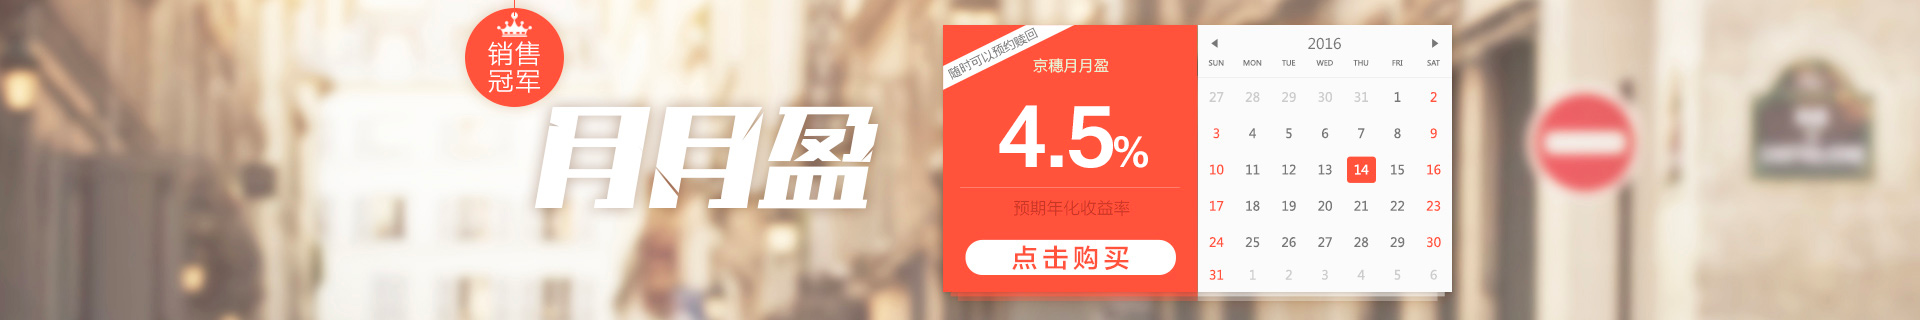 销售
冠军
月月盈
随时可以预约赎回
京穗月月盈
4.5%
预期年化收益率
点击购买
2016
SUN MON TUE WED THU FRI SAT
27 28 29 30 31 1 2
3 4 5 6 7 8 9
10 11 12 13 14 15 16
17 18 19 20 21 22 23
24 25 26 27 28 29 30
31 1 2 3 4 5 6